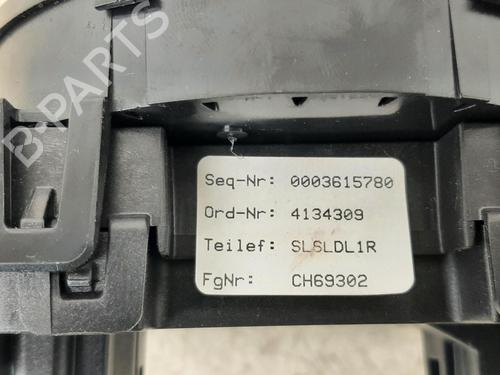 B-PARTS
Seq-Nr: 0003615780
Ord-Nr: 4134309
Teilef: SLSLDL1R
FgNr: CH69302